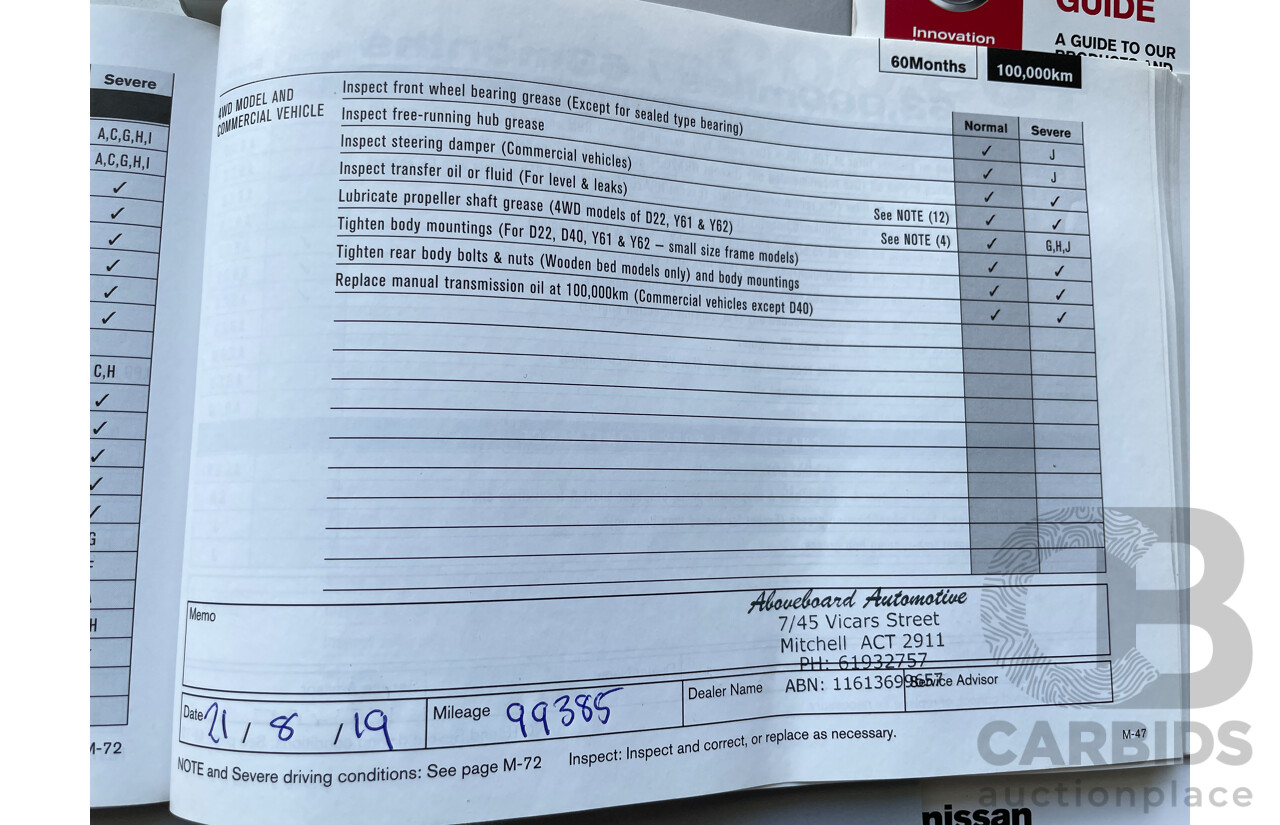 GUIDE
Innovation
A GUIDE TO OUR
PRODUCTS AND
60Months
100,000km
Severe
A,C,G,H,I
A,C,G,H,I
✓
✓
✓
✓
✓
✓
C,H
✓
✓
✓
✓
✓
G
H
M-72
4WD MODEL AND
COMMERCIAL VEHICLE
Normal Severe
Inspect front wheel bearing grease (Except for sealed type bearing) ✓ J
Inspect free-running hub grease ✓ J
Inspect steering damper (Commercial vehicles) ✓ ✓
Inspect transfer oil or fluid (For level & leaks) See NOTE (12) ✓ ✓
Lubricate propeller shaft grease (4WD models of D22, Y61 & Y62) See NOTE (4) ✓ G,H,J
Tighten body mountings (For D22, D40, Y61 & Y62 – small size frame models) ✓ ✓
Tighten rear body bolts & nuts (Wooden bed models only) and body mountings ✓ ✓
Replace manual transmission oil at 100,000km (Commercial vehicles except D40) ✓ ✓
Memo
Aboveboard Automotive
7/45 Vicars Street
Mitchell ACT 2911
PH: 61932757
ABN: 11613699657
Date 21 / 8 / 19
Mileage 99385
Dealer Name
Service Advisor
NOTE and Severe driving conditions: See page M-72
Inspect: Inspect and correct, or replace as necessary.
M-47
nissan
CB
CARBIDS
auctionplace